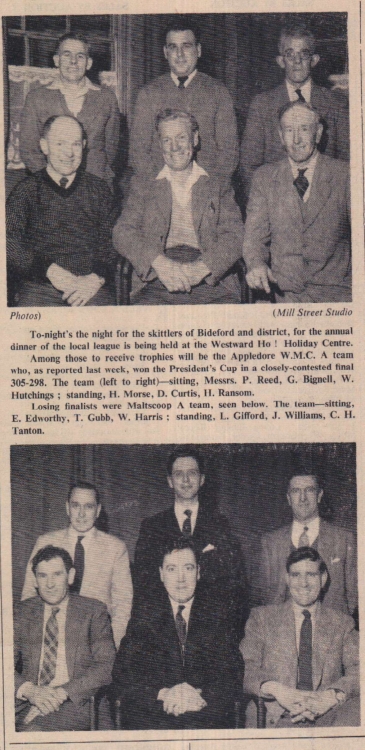 Photos) (Mill Street Studio
To-night's the night for the skittlers of Bideford and district, for the annual
dinner of the local league is being held at the Westward Ho ! Holiday Centre.
Among those to receive trophies will be the Appledore W.M.C. A team
who, as reported last week, won the President's Cup in a closely-contested final
305-298. The team (left to right)—sitting, Messrs. P. Reed, G. Bignell, W.
Hutchings ; standing, H. Morse, D. Curtis, H. Ransom.
Losing finalists were Maltscoop A team, seen below. The team—sitting,
E. Edworthy, T. Gubb, W. Harris ; standing, L. Gifford, J. Williams, C. H.
Tanton.